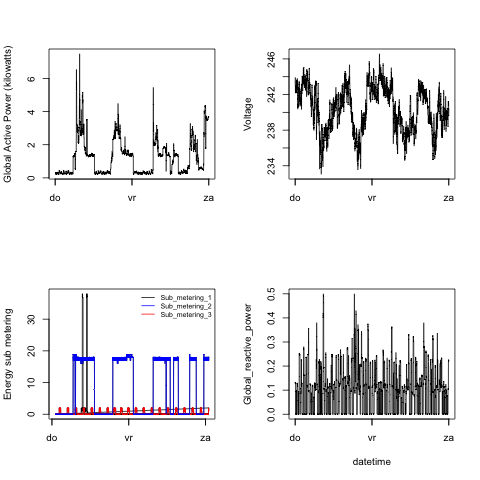 Global Active Power (kilowatts)
0 2 4 6
do vr za
Voltage
234 238 242 246
do vr za
Energy sub metering
0 10 20 30
Sub_metering_1
Sub_metering_2
Sub_metering_3
do vr za
Global_reactive_power
0.0 0.1 0.2 0.3 0.4 0.5
do vr za
datetime